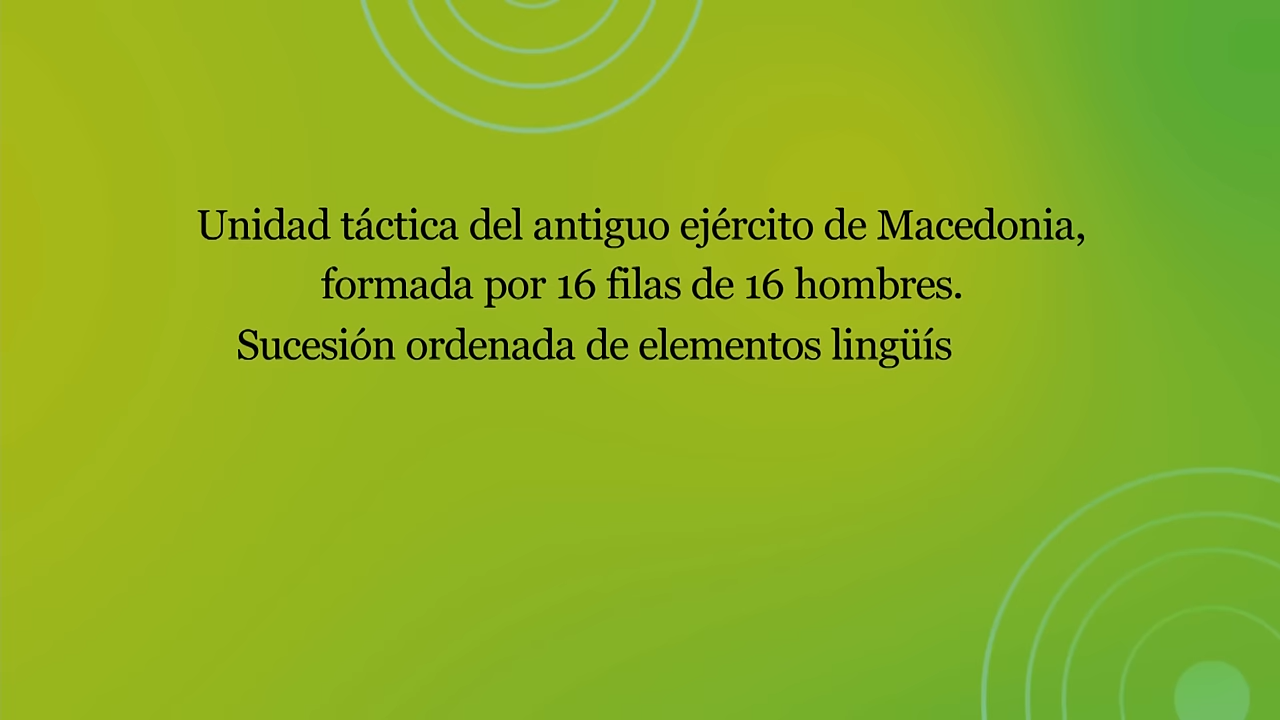 Unidad táctica del antiguo ejército de Macedonia,
formada por 16 filas de 16 hombres.
Sucesión ordenada de elementos lingüís